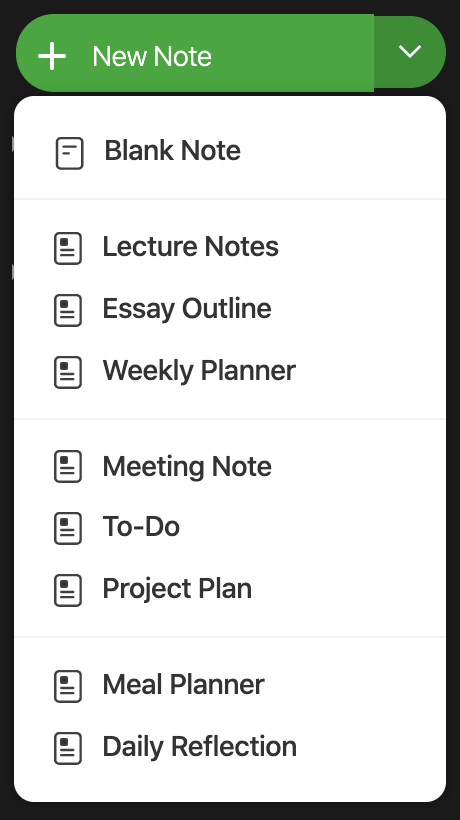 New Note
Blank Note
Lecture Notes
Essay Outline
Weekly Planner
Meeting Note
To-Do
Project Plan
Meal Planner
Daily Reflection